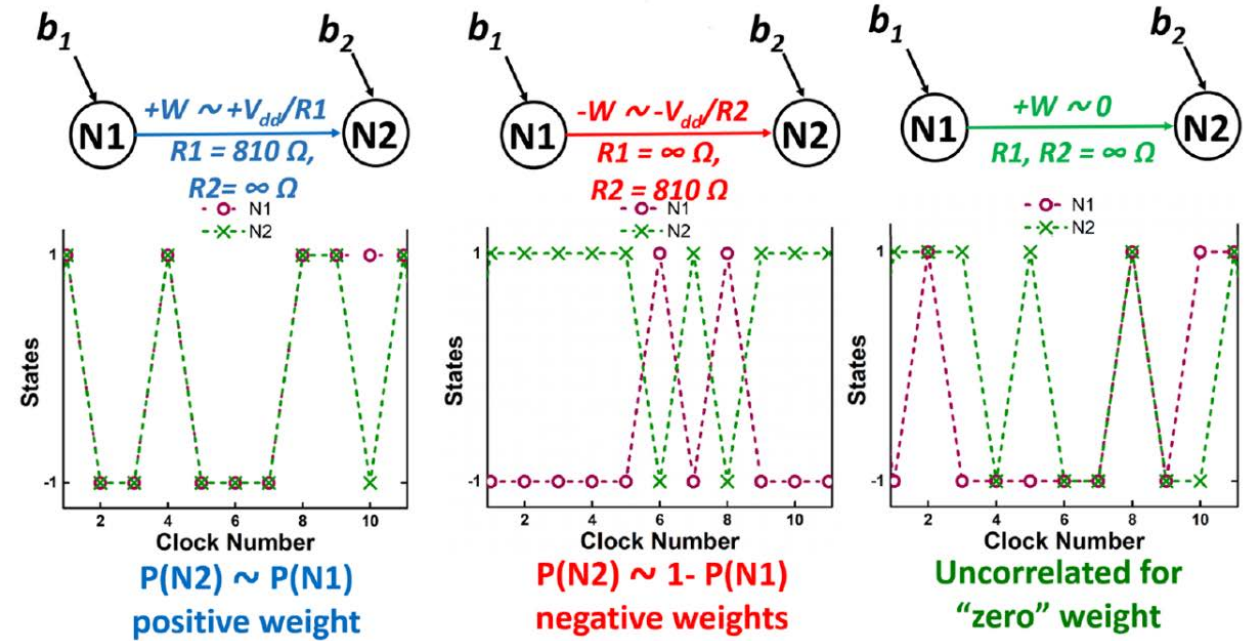 b1
b2
+W ~ +Vdd/R1
N1
N2
R1 = 810 Ω,
R2= ∞ Ω
N1
N2
1
States
-1
2 4 6 8 10
Clock Number
P(N2) ~ P(N1)
positive weight
b1
b2
-W ~ -Vdd/R2
N1
N2
R1 = ∞ Ω,
R2 = 810 Ω
N1
N2
1
States
-1
2 4 6 8 10
Clock Number
P(N2) ~ 1- P(N1)
negative weights
b1
b2
+W ~ 0
N1
N2
R1, R2 = ∞ Ω
N1
N2
1
States
-1
2 4 6 8 10
Clock Number
Uncorrelated for
“zero” weight